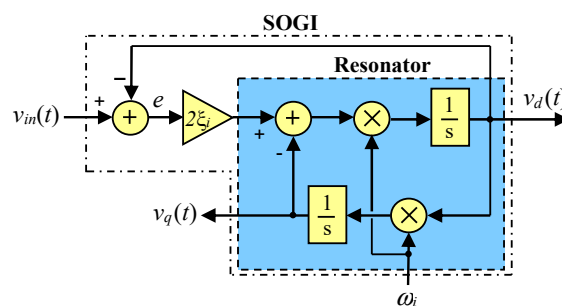 SOGI
Resonator
− 
v_in(t) + + e 2ξ_i + + × 1/s v_d(t)
-
v_q(t) 1/s ×
ω_i